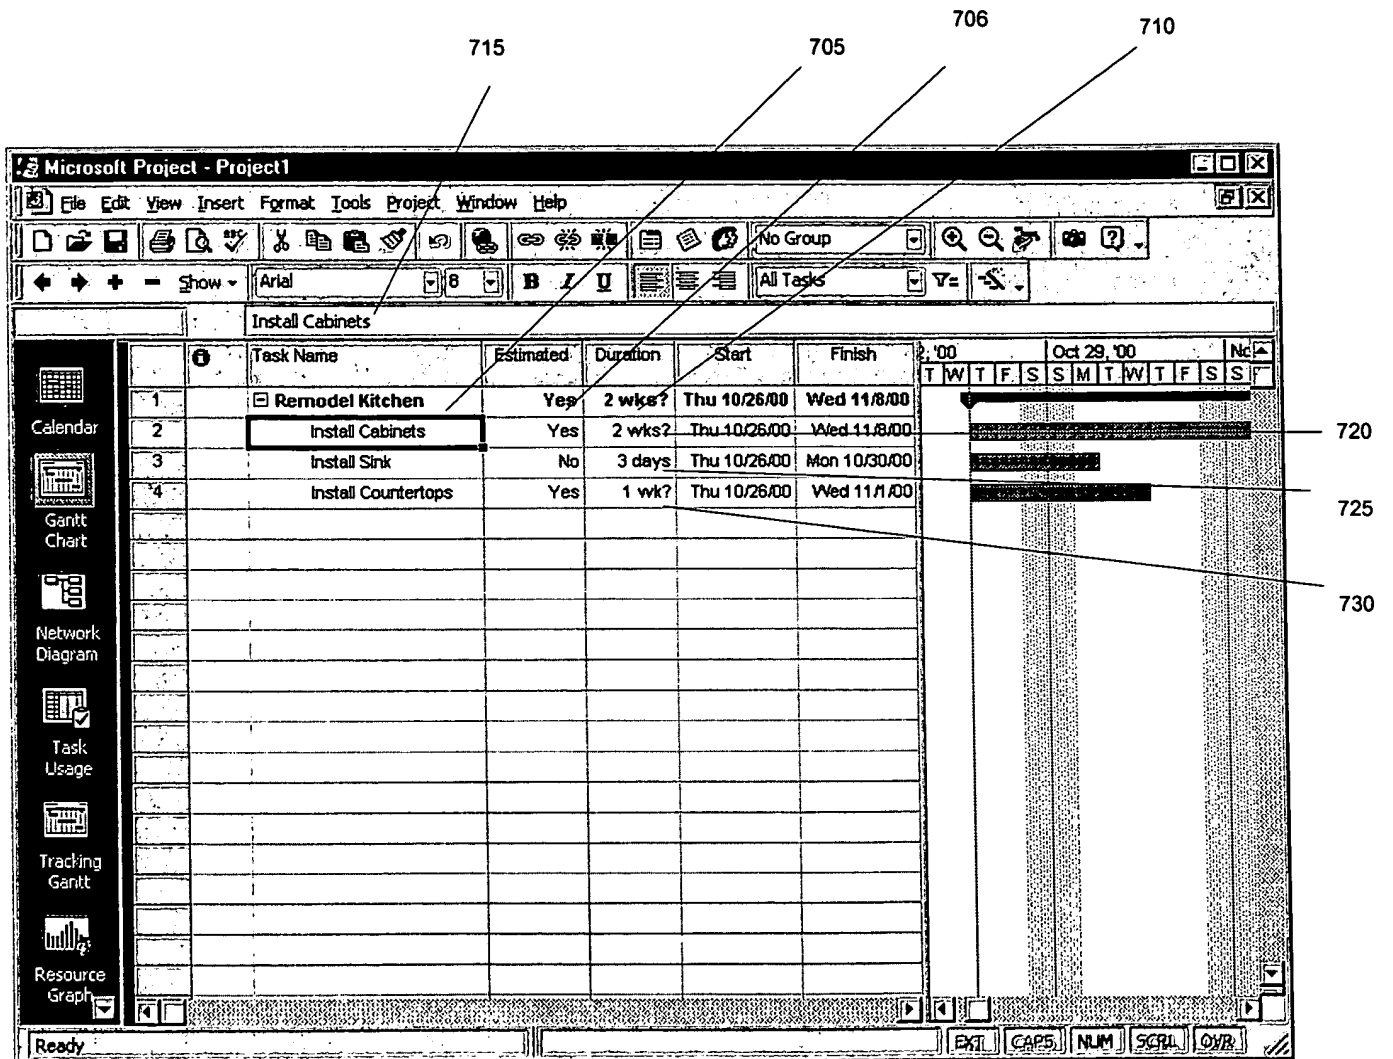 706
710
715
705
Microsoft Project - Project1
File Edit View Insert Format Tools Project Window Help
No Group
Show Arial 8 B I U All Tasks
Install Cabinets
Task Name Estimated Duration Start Finish
2, '00 Oct 29, '00 No
T W T F S S M T W T F S S
1 Remodel Kitchen Yes 2 wks? Thu 10/26/00 Wed 11/8/00
2 Install Cabinets Yes 2 wks? Thu 10/26/00 Wed 11/8/00
720
3 Install Sink No 3 days Thu 10/26/00 Mon 10/30/00
4 Install Countertops Yes 1 wk? Thu 10/26/00 Wed 11/1/00
725
730
Calendar
Gantt
Chart
Network
Diagram
Task
Usage
Tracking
Gantt
Resource
Graph
Ready EXT CAPS NUM SCRL OVR